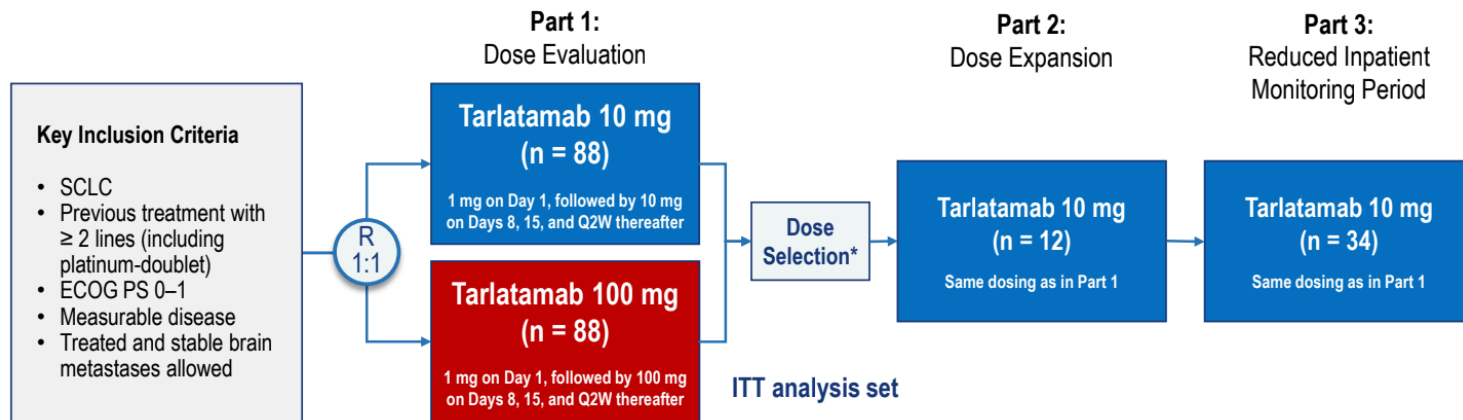 Part 1:
Dose Evaluation
Part 2:
Dose Expansion
Part 3:
Reduced Inpatient
Monitoring Period
Key Inclusion Criteria
• SCLC
• Previous treatment with
≥ 2 lines (including
platinum-doublet)
• ECOG PS 0–1
• Measurable disease
• Treated and stable brain
metastases allowed
R
1:1
Tarlatamab 10 mg
(n = 88)
1 mg on Day 1, followed by 10 mg
on Days 8, 15, and Q2W thereafter
Tarlatamab 100 mg
(n = 88)
1 mg on Day 1, followed by 100 mg
on Days 8, 15, and Q2W thereafter
Dose
Selection*
ITT analysis set
Tarlatamab 10 mg
(n = 12)
Same dosing as in Part 1
Tarlatamab 10 mg
(n = 34)
Same dosing as in Part 1